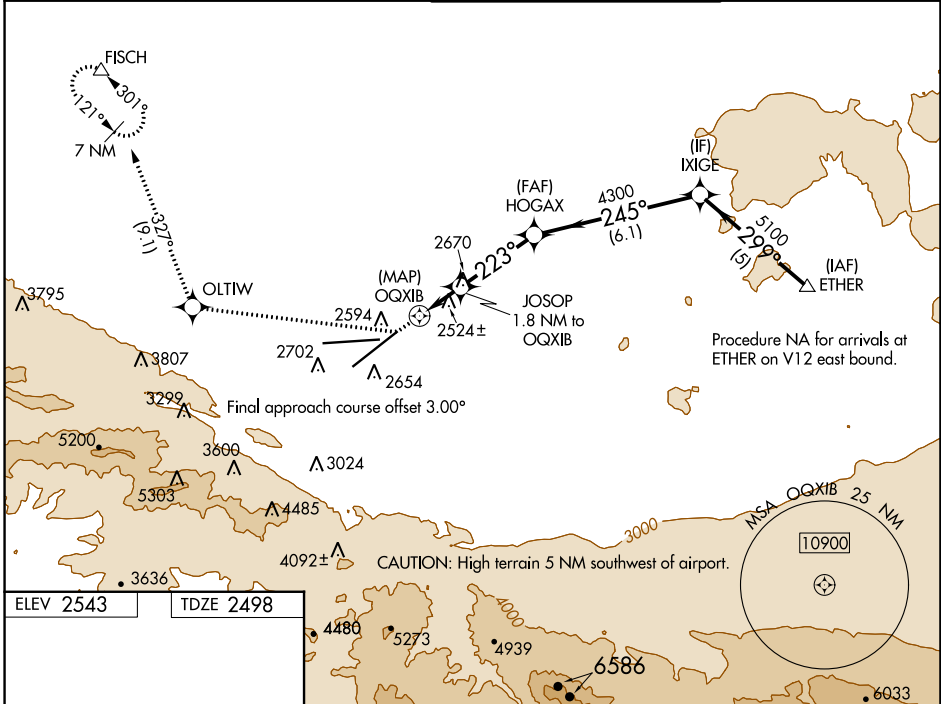 FISCH
301°
121°
7 NM
327°
(9.1)
OLTIW
(MAP)
OQXIB
2670
223°
(FAF)
HOGAX
4300
245°
(6.1)
(IF)
IXIGE
5100
299°
(5)
(IAF)
ETHER
JOSOP
1.8 NM to
OQXIB
2524±
Procedure NA for arrivals at
ETHER on V12 east bound.
3795
2594
2702
2654
3807
3299
Final approach course offset 3.00°
5200
3600
3024
5303
4485
3000
4092±
CAUTION: High terrain 5 NM southwest of airport.
MSA OQXIB 25 NM
10900
3636
ELEV 2543
TDZE 2498
4000
4480
5273
4939
6586
6033